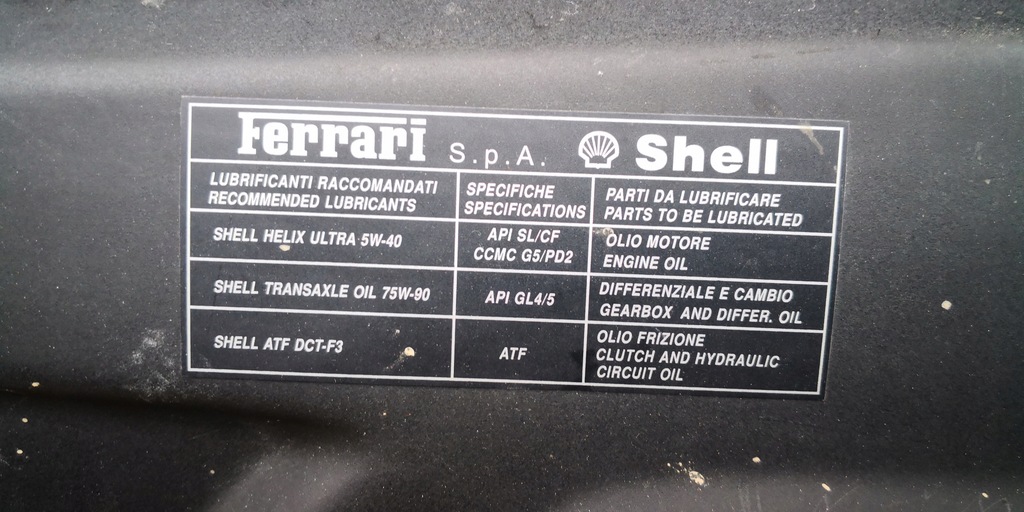 Ferrari S.p.A. Shell
LUBRIFICANTI RACCOMANDATI
RECOMMENDED LUBRICANTS
SPECIFICHE
SPECIFICATIONS
PARTI DA LUBRIFICARE
PARTS TO BE LUBRICATED
SHELL HELIX ULTRA 5W-40
API SL/CF
CCMC G5/PD2
OLIO MOTORE
ENGINE OIL
SHELL TRANSAXLE OIL 75W-90
API GL4/5
DIFFERENZIALE E CAMBIO
GEARBOX AND DIFFER. OIL
SHELL ATF DCT-F3
ATF
OLIO FRIZIONE
CLUTCH AND HYDRAULIC
CIRCUIT OIL